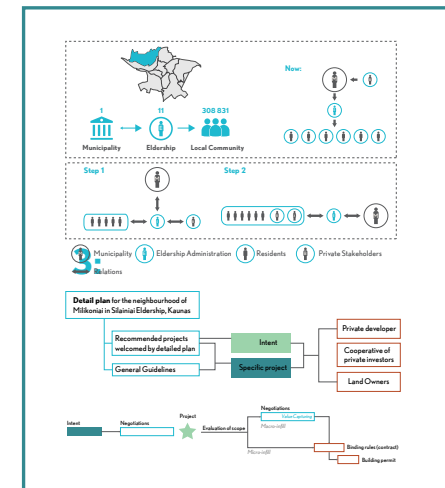 Now:
1
11
308 831
Municipality
Eldership
Local Community
Step 1
Step 2
3:
Municipality
Eldership Administration
Residents
Private Stakeholders
Relations
Detail plan for the neighbourhood of
Milikoniai in Silainiai Eldership, Kaunas
Recommended projects
welcomed by detailed plan
General Guidelines
Intent
Specific project
Private developer
Cooperative of
private investors
Land Owners
Intent
Negotiations
Project
Evaluation of scope
Negotiations
Value Capturing
Macro-infill
Micro-infill
Binding rules (contract)
Building permit